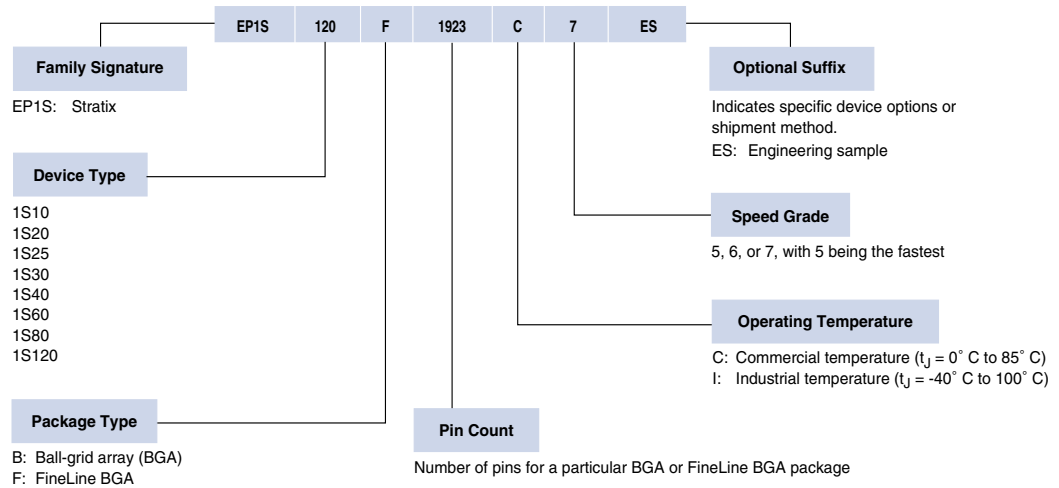 EP1S 120 F 1923 C 7 ES
Family Signature
EP1S: Stratix
Device Type
1S10
1S20
1S25
1S30
1S40
1S60
1S80
1S120
Package Type
B: Ball-grid array (BGA)
F: FineLine BGA
Pin Count
Number of pins for a particular BGA or FineLine BGA package
Optional Suffix
Indicates specific device options or
shipment method.
ES: Engineering sample
Speed Grade
5, 6, or 7, with 5 being the fastest
Operating Temperature
C: Commercial temperature (tJ = 0° C to 85° C)
I: Industrial temperature (tJ = -40° C to 100° C)